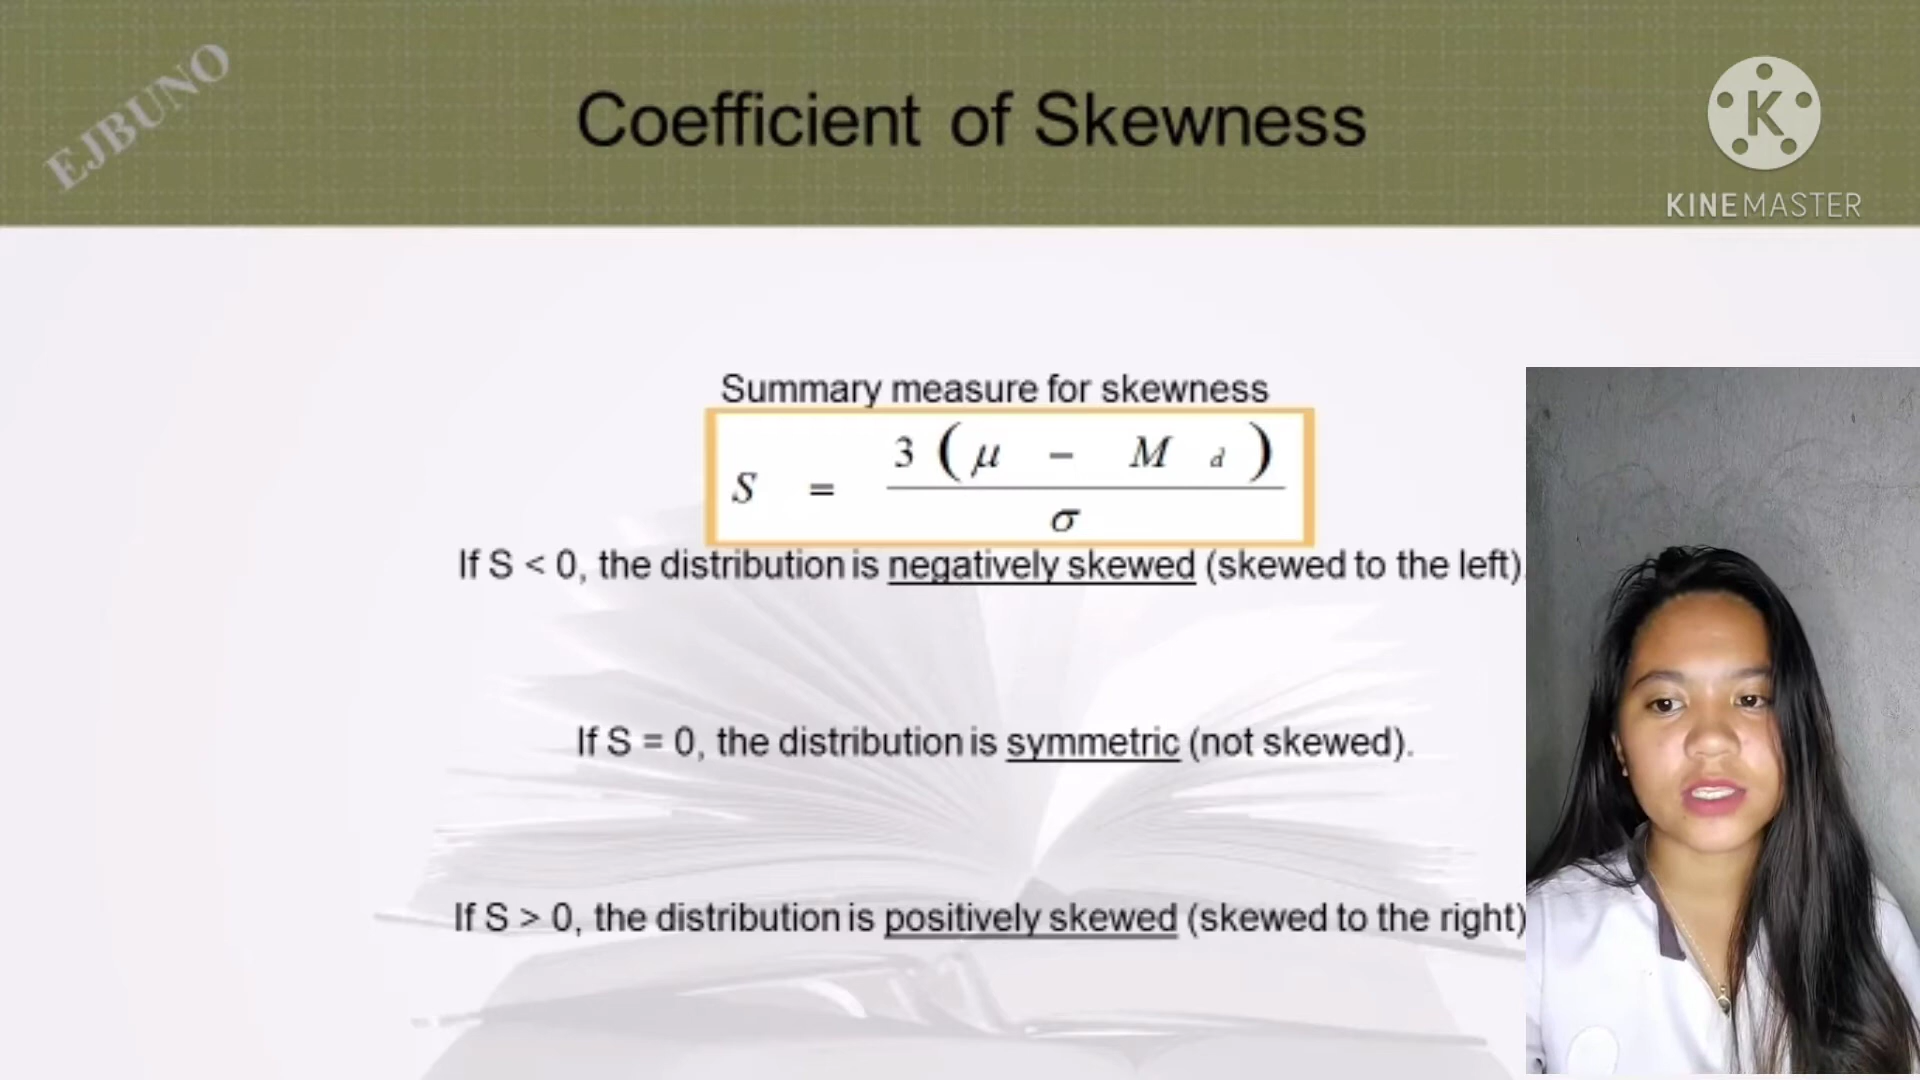 EJBUNO
Coefficient of Skewness
K
KINEMASTER
Summary measure for skewness
S = 3 ( μ − M d ) / σ
If S < 0, the distribution is negatively skewed (skewed to the left)
If S = 0, the distribution is symmetric (not skewed).
If S > 0, the distribution is positively skewed (skewed to the right)